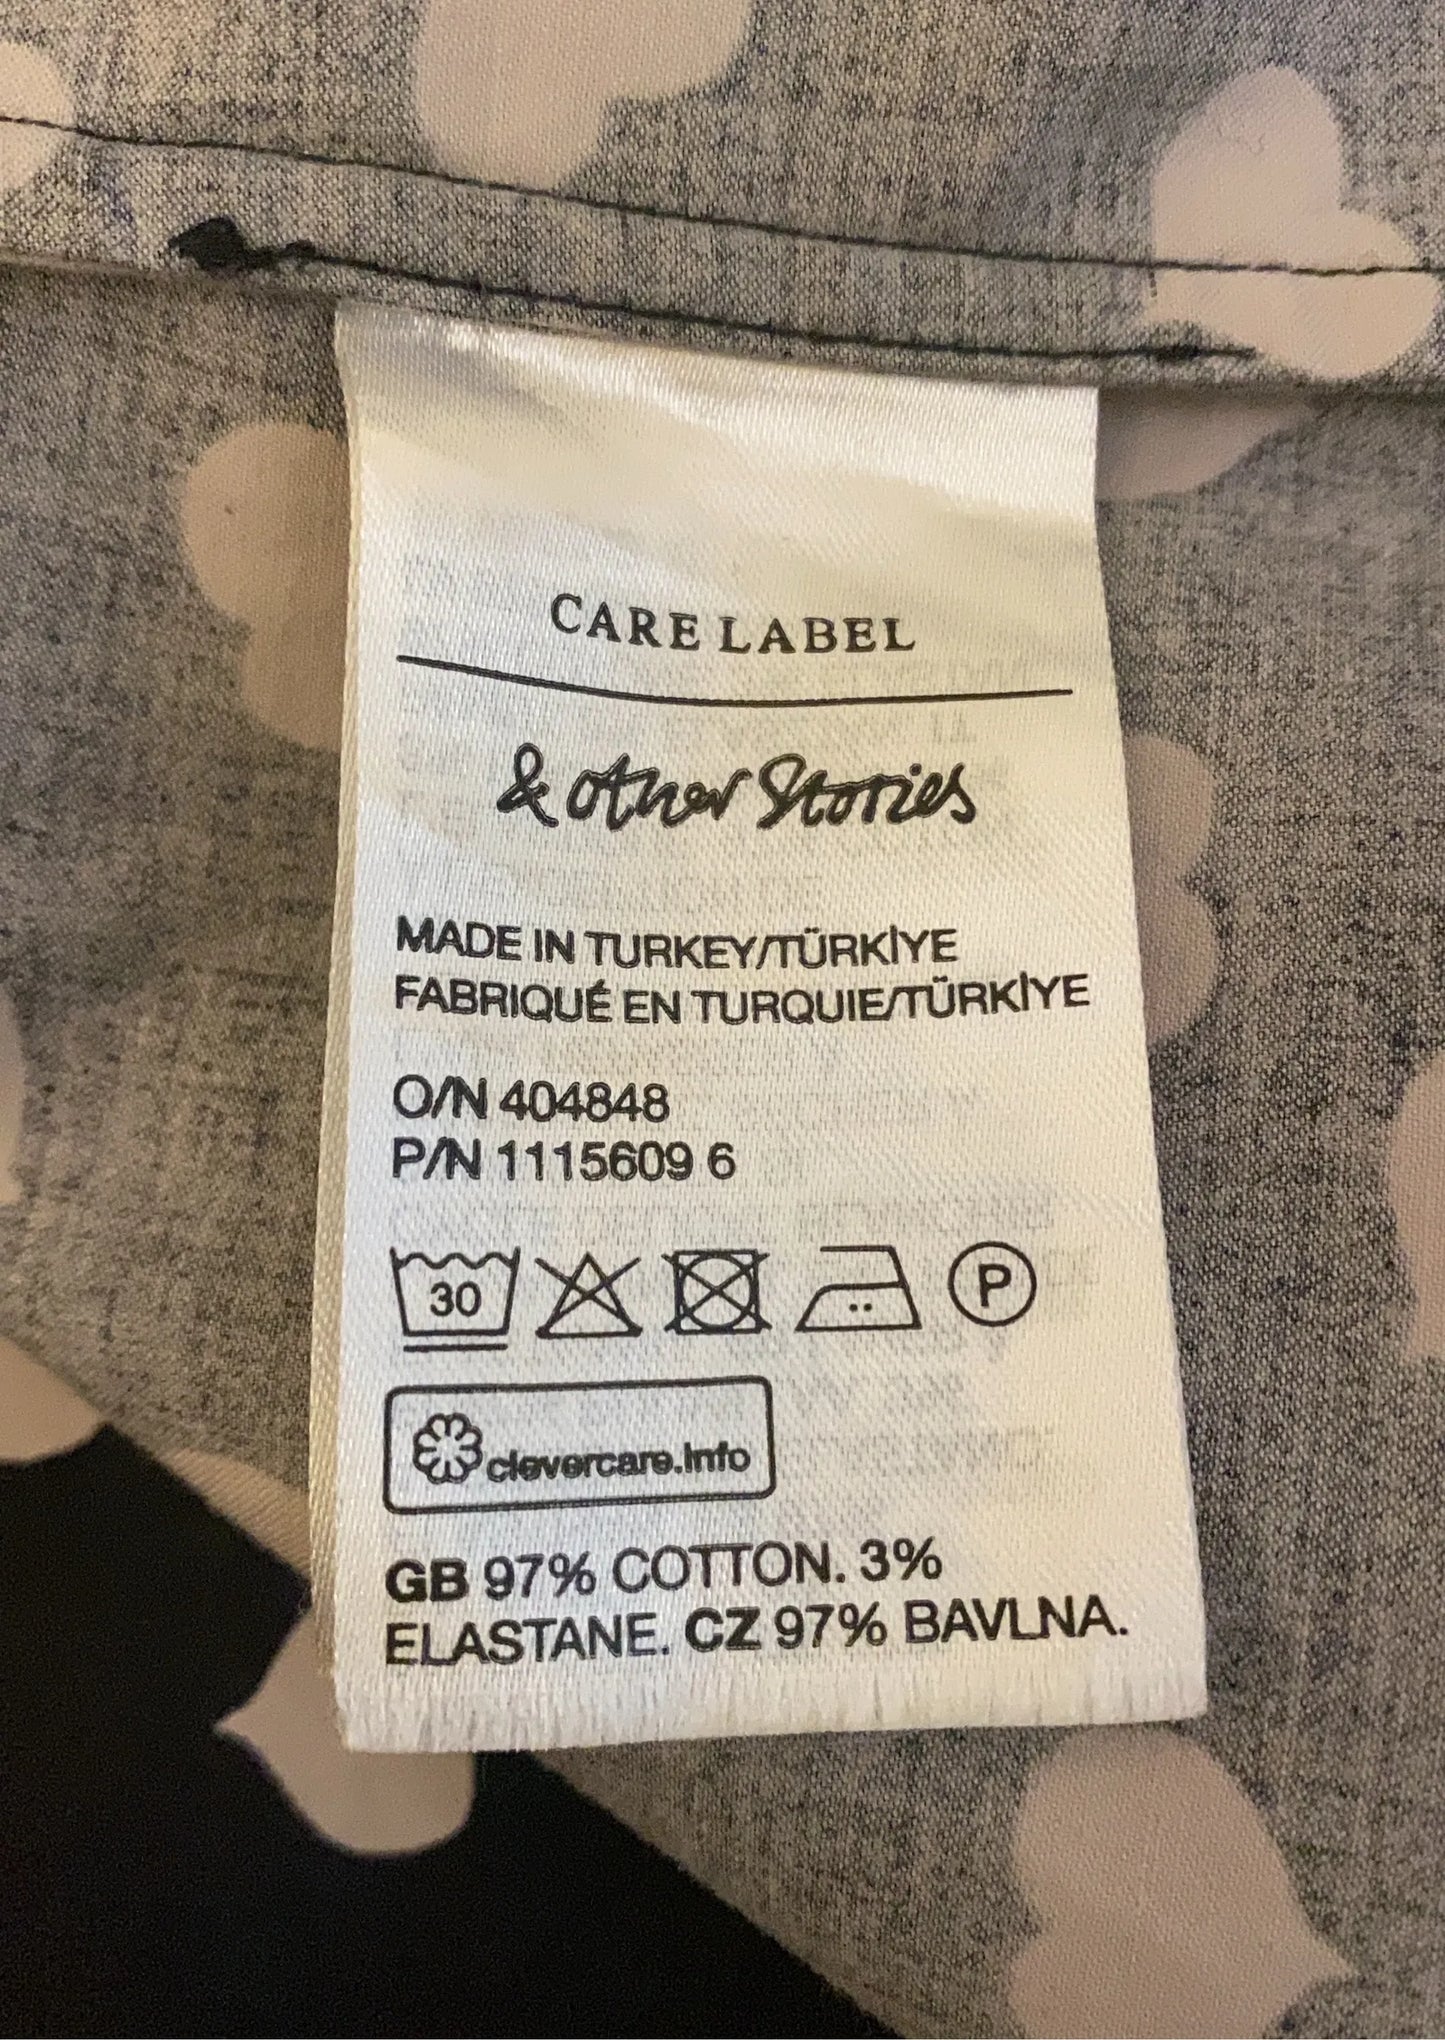 CARE LABEL
& other Stories
MADE IN TURKEY/TÜRKİYE
FABRIQUÉ EN TURQUIE/TÜRKİYE
O/N 404848
P/N 1115609 6
30
P
clevercare.info
GB 97% COTTON. 3%
ELASTANE. CZ 97% BAVLNA.